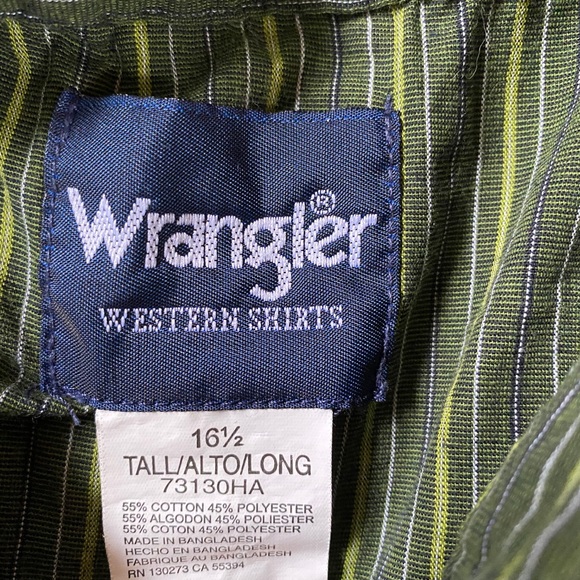 Wrangler®
WESTERN SHIRTS
16½
TALL/ALTO/LONG
73130HA
55% COTTON 45% POLYESTER
55% ALGODON 45% POLIESTER
55% COTON 45% POLYESTER
MADE IN BANGLADESH
HECHO EN BANGLADESH
FABRIQUE AU BANGLADESH
RN 130273 CA 55394